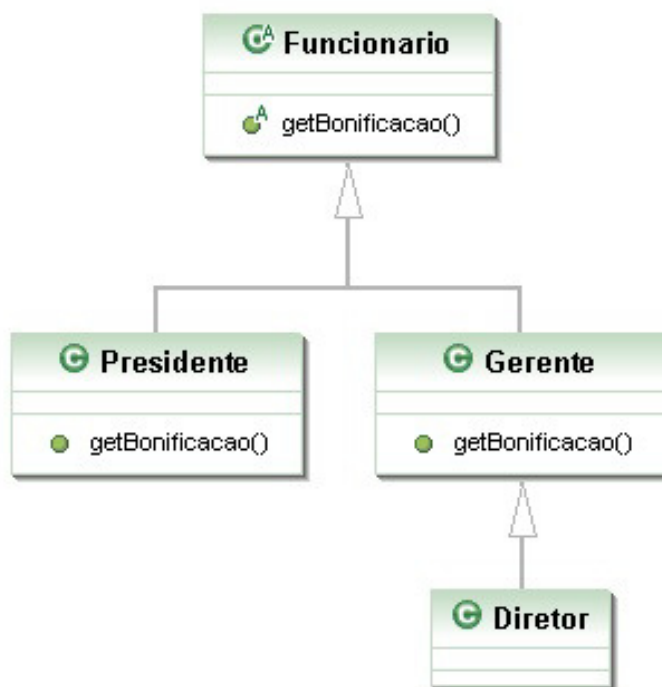 Funcionario
getBonificacao()
Presidente
getBonificacao()
Gerente
getBonificacao()
Diretor